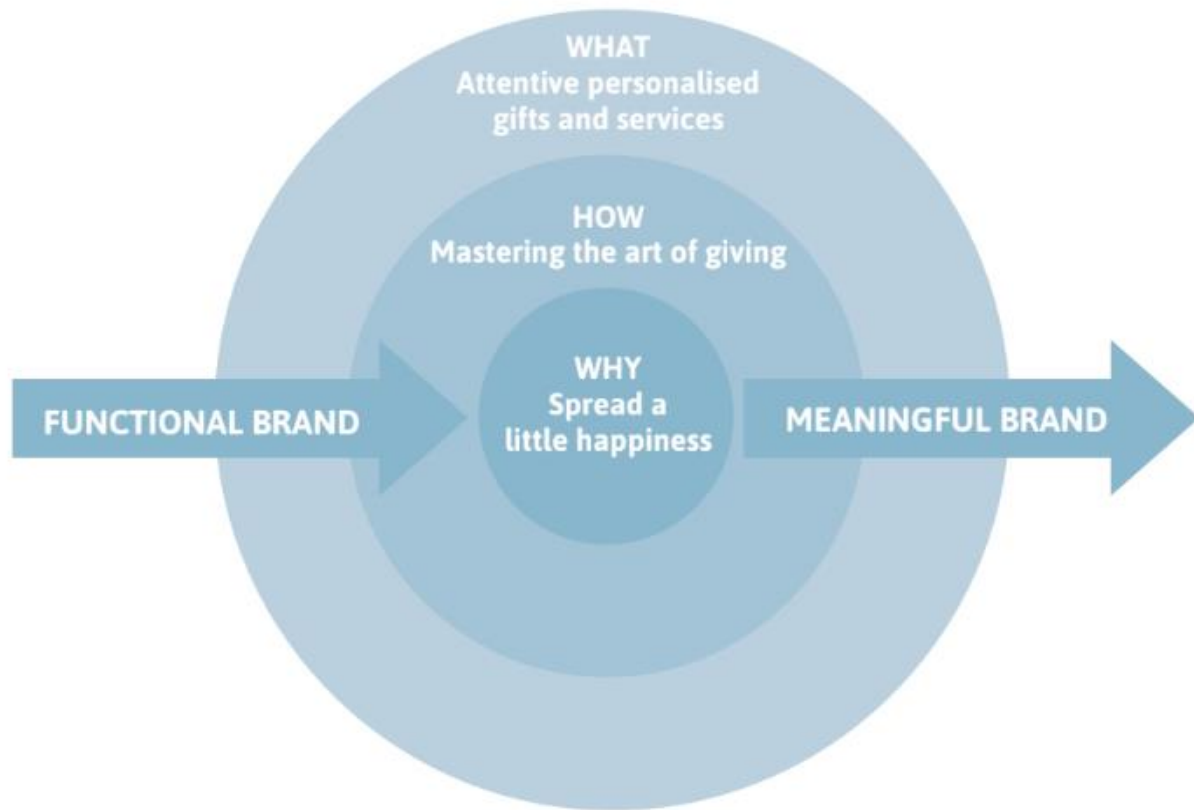 WHAT
Attentive personalised
gifts and services
HOW
Mastering the art of giving
WHY
Spread a
little happiness
FUNCTIONAL BRAND
MEANINGFUL BRAND